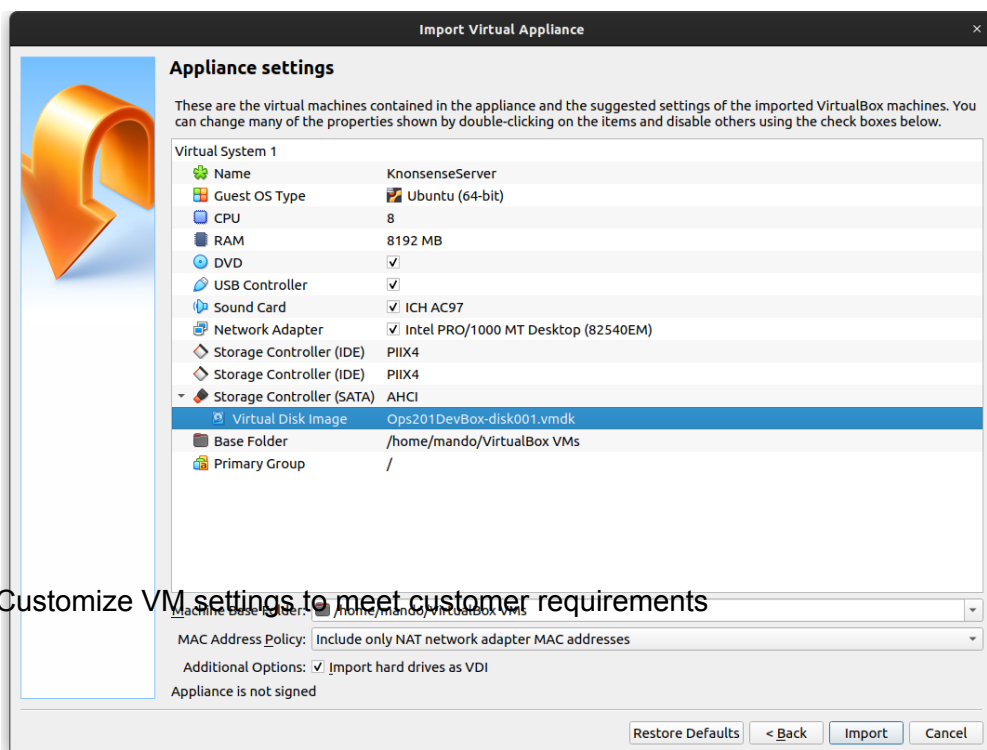 Import Virtual Appliance ×
Appliance settings
These are the virtual machines contained in the appliance and the suggested settings of the imported VirtualBox machines. You
can change many of the properties shown by double-clicking on the items and disable others using the check boxes below.
Virtual System 1
Name KnonsenseServer
Guest OS Type Ubuntu (64-bit)
CPU 8
RAM 8192 MB
DVD
USB Controller
Sound Card ICH AC97
Network Adapter Intel PRO/1000 MT Desktop (82540EM)
Storage Controller (IDE) PIIX4
Storage Controller (IDE) PIIX4
Storage Controller (SATA) AHCI
Virtual Disk Image Ops201DevBox-disk001.vmdk
Base Folder /home/mando/VirtualBox VMs
Primary Group /
Customize VM settings to meet customer requirements
Machine Base Folder: /home/mando/VirtualBox VMs
MAC Address Policy: Include only NAT network adapter MAC addresses
Additional Options: Import hard drives as VDI
Appliance is not signed
Restore Defaults < Back Import Cancel